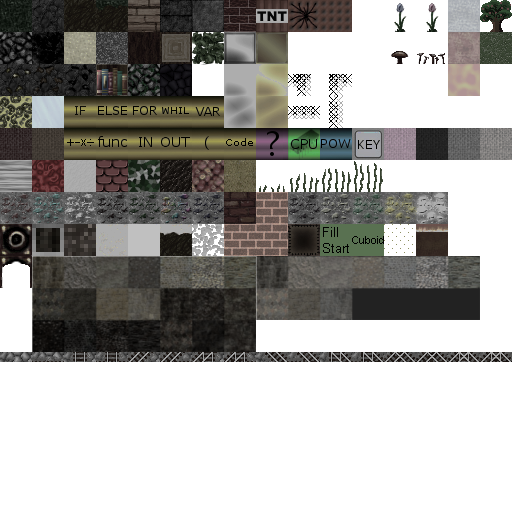 TNT
IF ELSE FOR WHIL VAR
+-x÷ func IN OUT ( Code ? CPU POW KEY
Fill Cuboid
Start